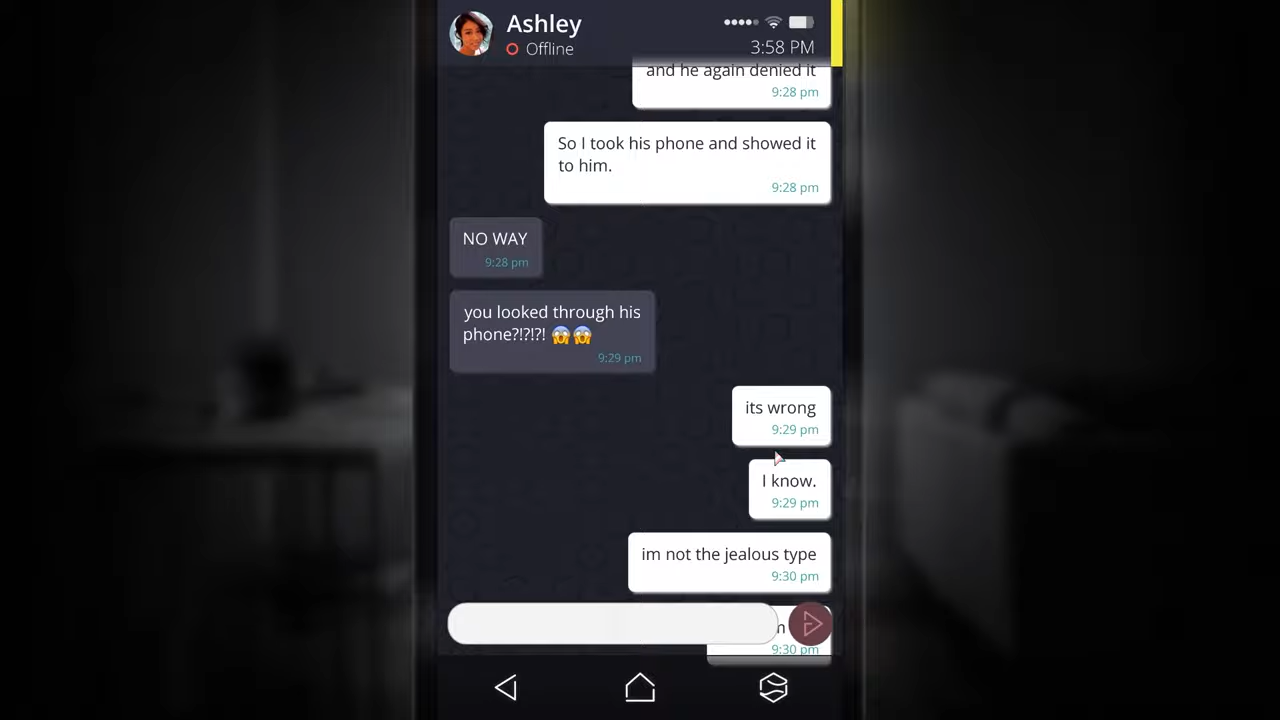 Ashley
Offline
3:58 PM
and he again denied it
9:28 pm
So I took his phone and showed it
to him.
9:28 pm
NO WAY
9:28 pm
you looked through his
phone?!?!?! 😱😱
9:29 pm
its wrong
9:29 pm
I know.
9:29 pm
im not the jealous type
9:30 pm
9:30 pm